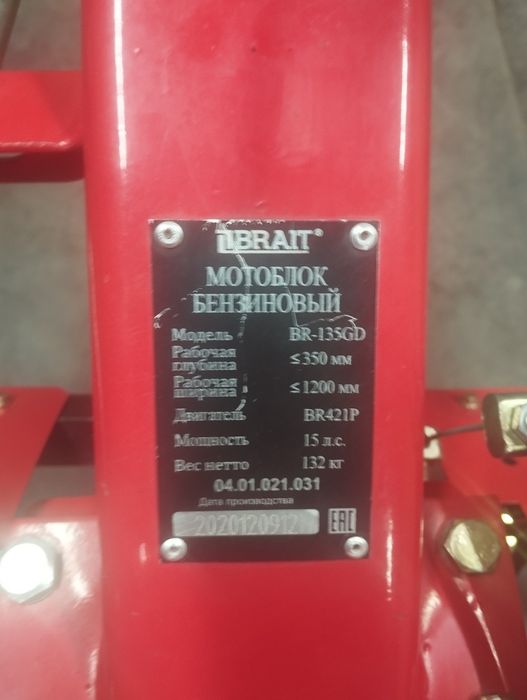 BRAIT®
МОТОБЛОК
БЕНЗИНОВЫЙ
Модель BR-135GD
Рабочая глубина ≤350 мм
Рабочая ширина ≤1200 мм
Двигатель BR421P
Мощность 15 л.с.
Вес нетто 132 кг
04.01.021.031
Дата производства
2020120912
EAC